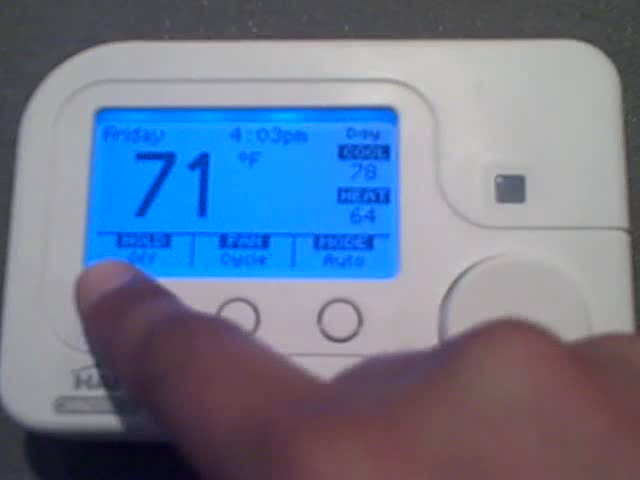 Friday 4:03pm Day
71 °F
COOL
78
HEAT
64
HOLD FAN MODE
Off Cycle Auto